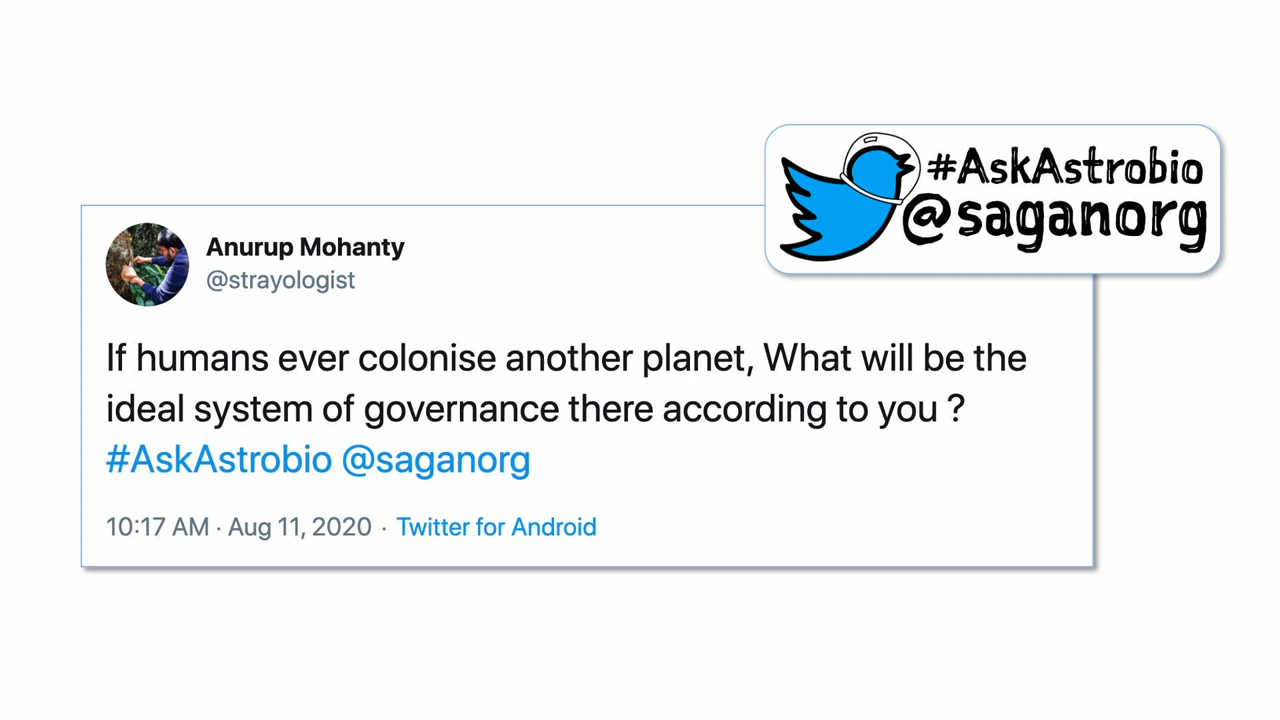 #AskAstrobio
@saganorg
Anurup Mohanty
@strayologist
If humans ever colonise another planet, What will be the
ideal system of governance there according to you ?
#AskAstrobio @saganorg
10:17 AM · Aug 11, 2020 · Twitter for Android